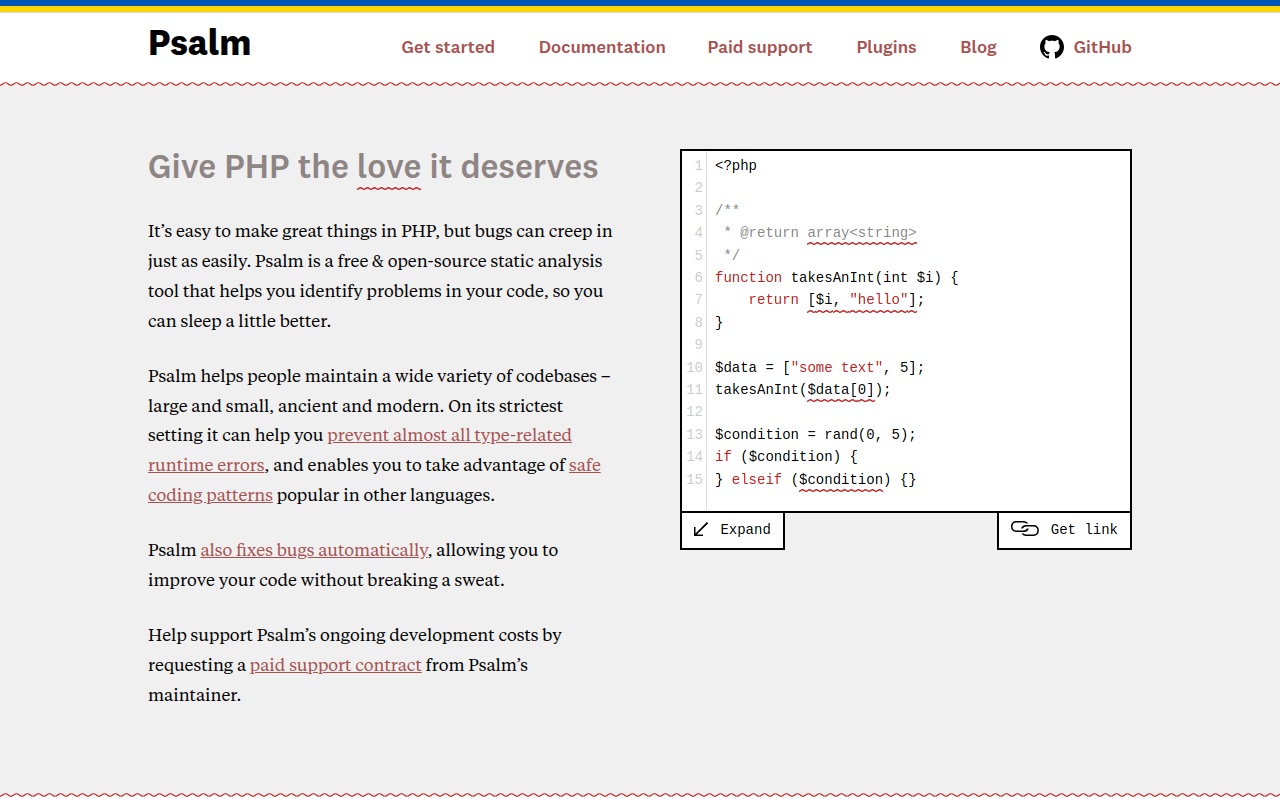 Psalm
Get started
Documentation
Paid support
Plugins
Blog
GitHub
Give PHP the love it deserves
It’s easy to make great things in PHP, but bugs can creep in
just as easily. Psalm is a free & open-source static analysis
tool that helps you identify problems in your code, so you
can sleep a little better.
Psalm helps people maintain a wide variety of codebases –
large and small, ancient and modern. On its strictest
setting it can help you prevent almost all type-related
runtime errors, and enables you to take advantage of safe
coding patterns popular in other languages.
Psalm also fixes bugs automatically, allowing you to
improve your code without breaking a sweat.
Help support Psalm’s ongoing development costs by
requesting a paid support contract from Psalm’s
maintainer.
1 <?php
2
3 /**
4  * @return array<string>
5  */
6 function takesAnInt(int $i) {
7     return [$i, "hello"];
8 }
9
10 $data = ["some text", 5];
11 takesAnInt($data[0]);
12
13 $condition = rand(0, 5);
14 if ($condition) {
15 } elseif ($condition) {}
Expand
Get link